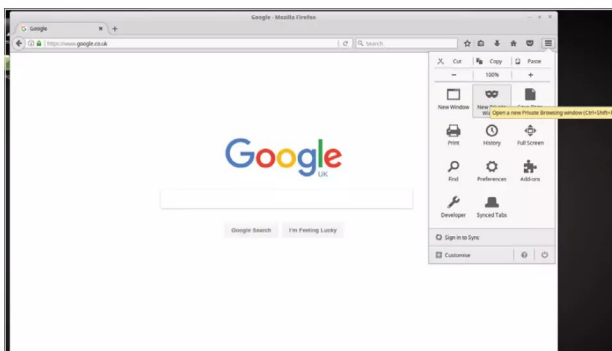 Google - Mozilla Firefox
Google
https://www.google.co.uk
Search
Cut Copy Paste
100%
New Window
Open a new Private Browsing window (Ctrl+Shift+
Print History Full Screen
Find Preferences Add-ons
Developer Synced Tabs
Sign in to Sync
Customise
Google
UK
Google Search I'm Feeling Lucky